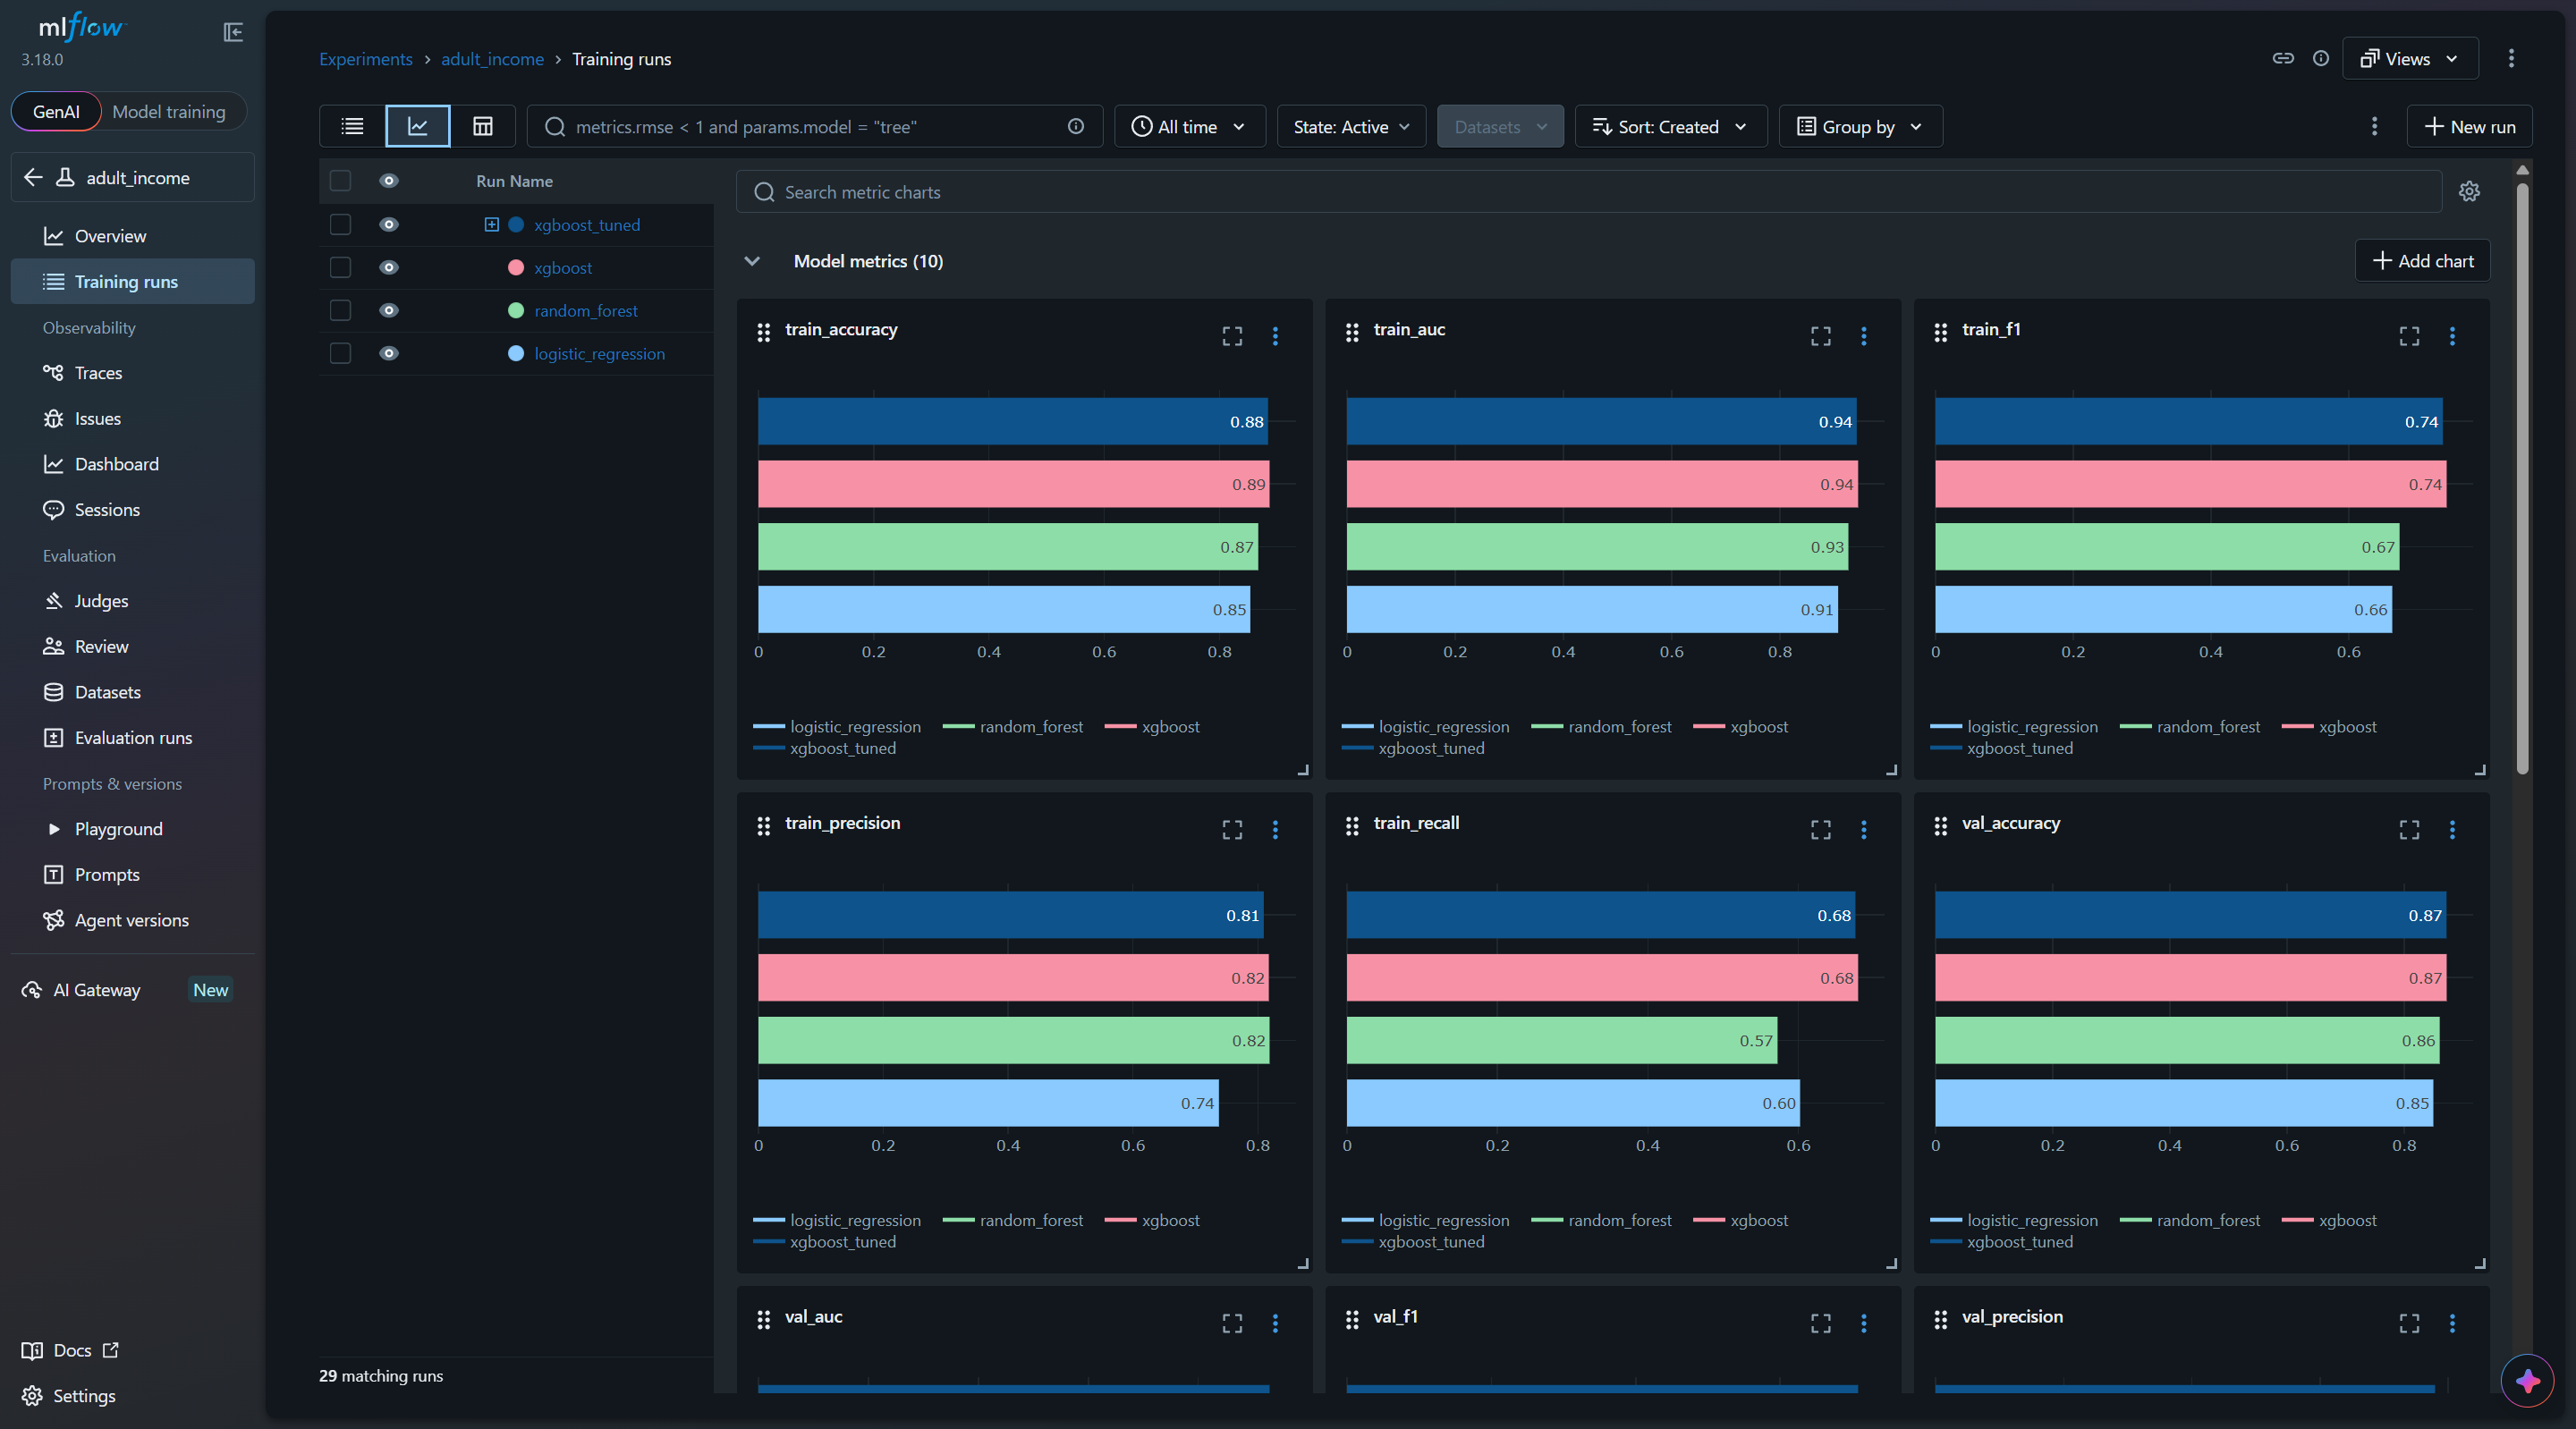 mlflow
3.18.0
GenAI Model training
adult_income
Overview
Training runs
Observability
Traces
Issues
Dashboard
Sessions
Evaluation
Judges
Review
Datasets
Evaluation runs
Prompts & versions
Playground
Prompts
Agent versions
AI Gateway New
Docs
Settings
Experiments > adult_income > Training runs
Views
metrics.rmse < 1 and params.model = "tree"
All time
State: Active
Datasets
Sort: Created
Group by
New run
Run Name
xgboost_tuned
xgboost
random_forest
logistic_regression
29 matching runs
Search metric charts
Model metrics (10)
Add chart
train_accuracy
0.88
0.89
0.87
0.85
0 0.2 0.4 0.6 0.8
logistic_regression random_forest xgboost
xgboost_tuned
train_auc
0.94
0.94
0.93
0.91
0 0.2 0.4 0.6 0.8
logistic_regression random_forest xgboost
xgboost_tuned
train_f1
0.74
0.74
0.67
0.66
0 0.2 0.4 0.6
logistic_regression random_forest xgboost
xgboost_tuned
train_precision
0.81
0.82
0.82
0.74
0 0.2 0.4 0.6 0.8
logistic_regression random_forest xgboost
xgboost_tuned
train_recall
0.68
0.68
0.57
0.60
0 0.2 0.4 0.6
logistic_regression random_forest xgboost
xgboost_tuned
val_accuracy
0.87
0.87
0.86
0.85
0 0.2 0.4 0.6 0.8
logistic_regression random_forest xgboost
xgboost_tuned
val_auc
val_f1
val_precision